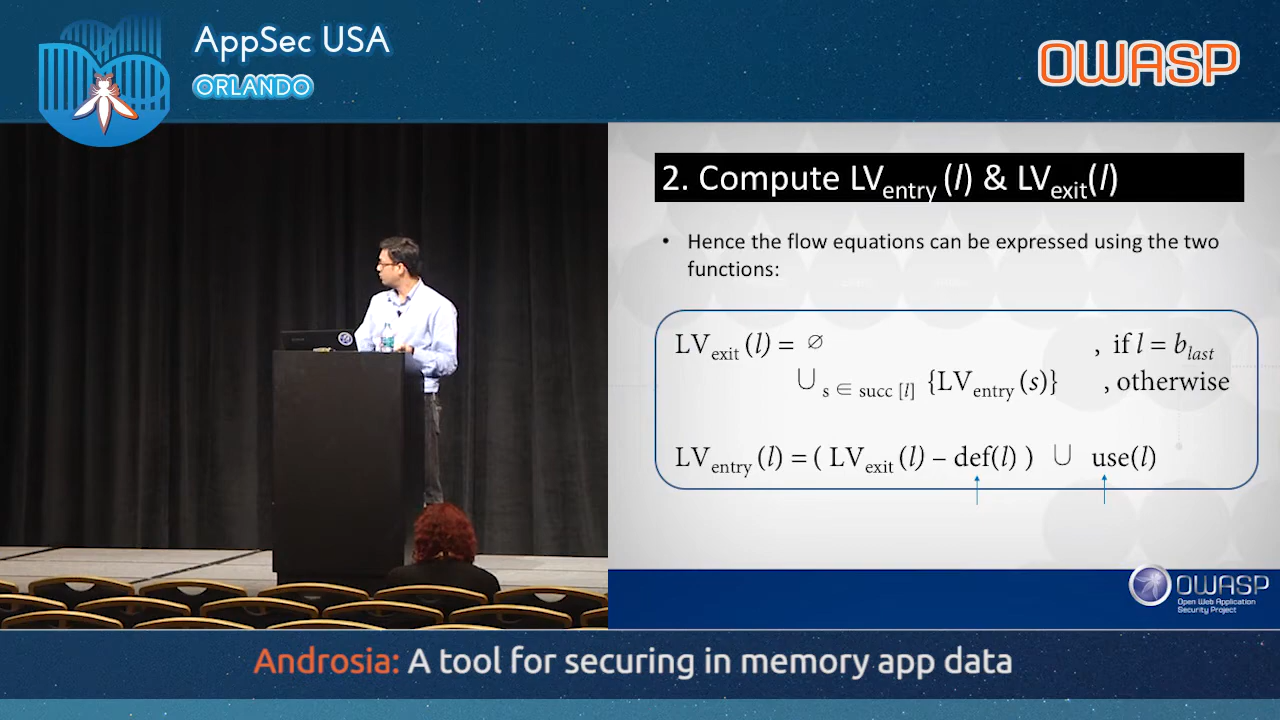 AppSec USA
ORLANDO
OWASP
2. Compute LVentry (l) & LVexit(l)
• Hence the flow equations can be expressed using the two
functions:
LVexit (l) = ∅ , if l = blast
∪ s ∈ succ [l] {LVentry (s)} , otherwise
LVentry (l) = ( LVexit (l) – def(l) ) ∪ use(l)
OWASP
Open Web Application
Security Project
Androsia: A tool for securing in memory app data